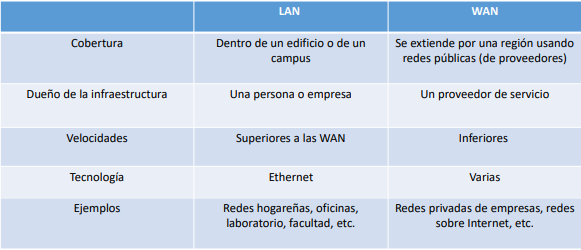 LAN WAN
Cobertura Dentro de un edificio o de un campus Se extiende por una región usando redes públicas (de proveedores)
Dueño de la infraestructura Una persona o empresa Un proveedor de servicio
Velocidades Superiores a las WAN Inferiores
Tecnología Ethernet Varias
Ejemplos Redes hogareñas, oficinas, laboratorio, facultad, etc. Redes privadas de empresas, redes sobre Internet, etc.